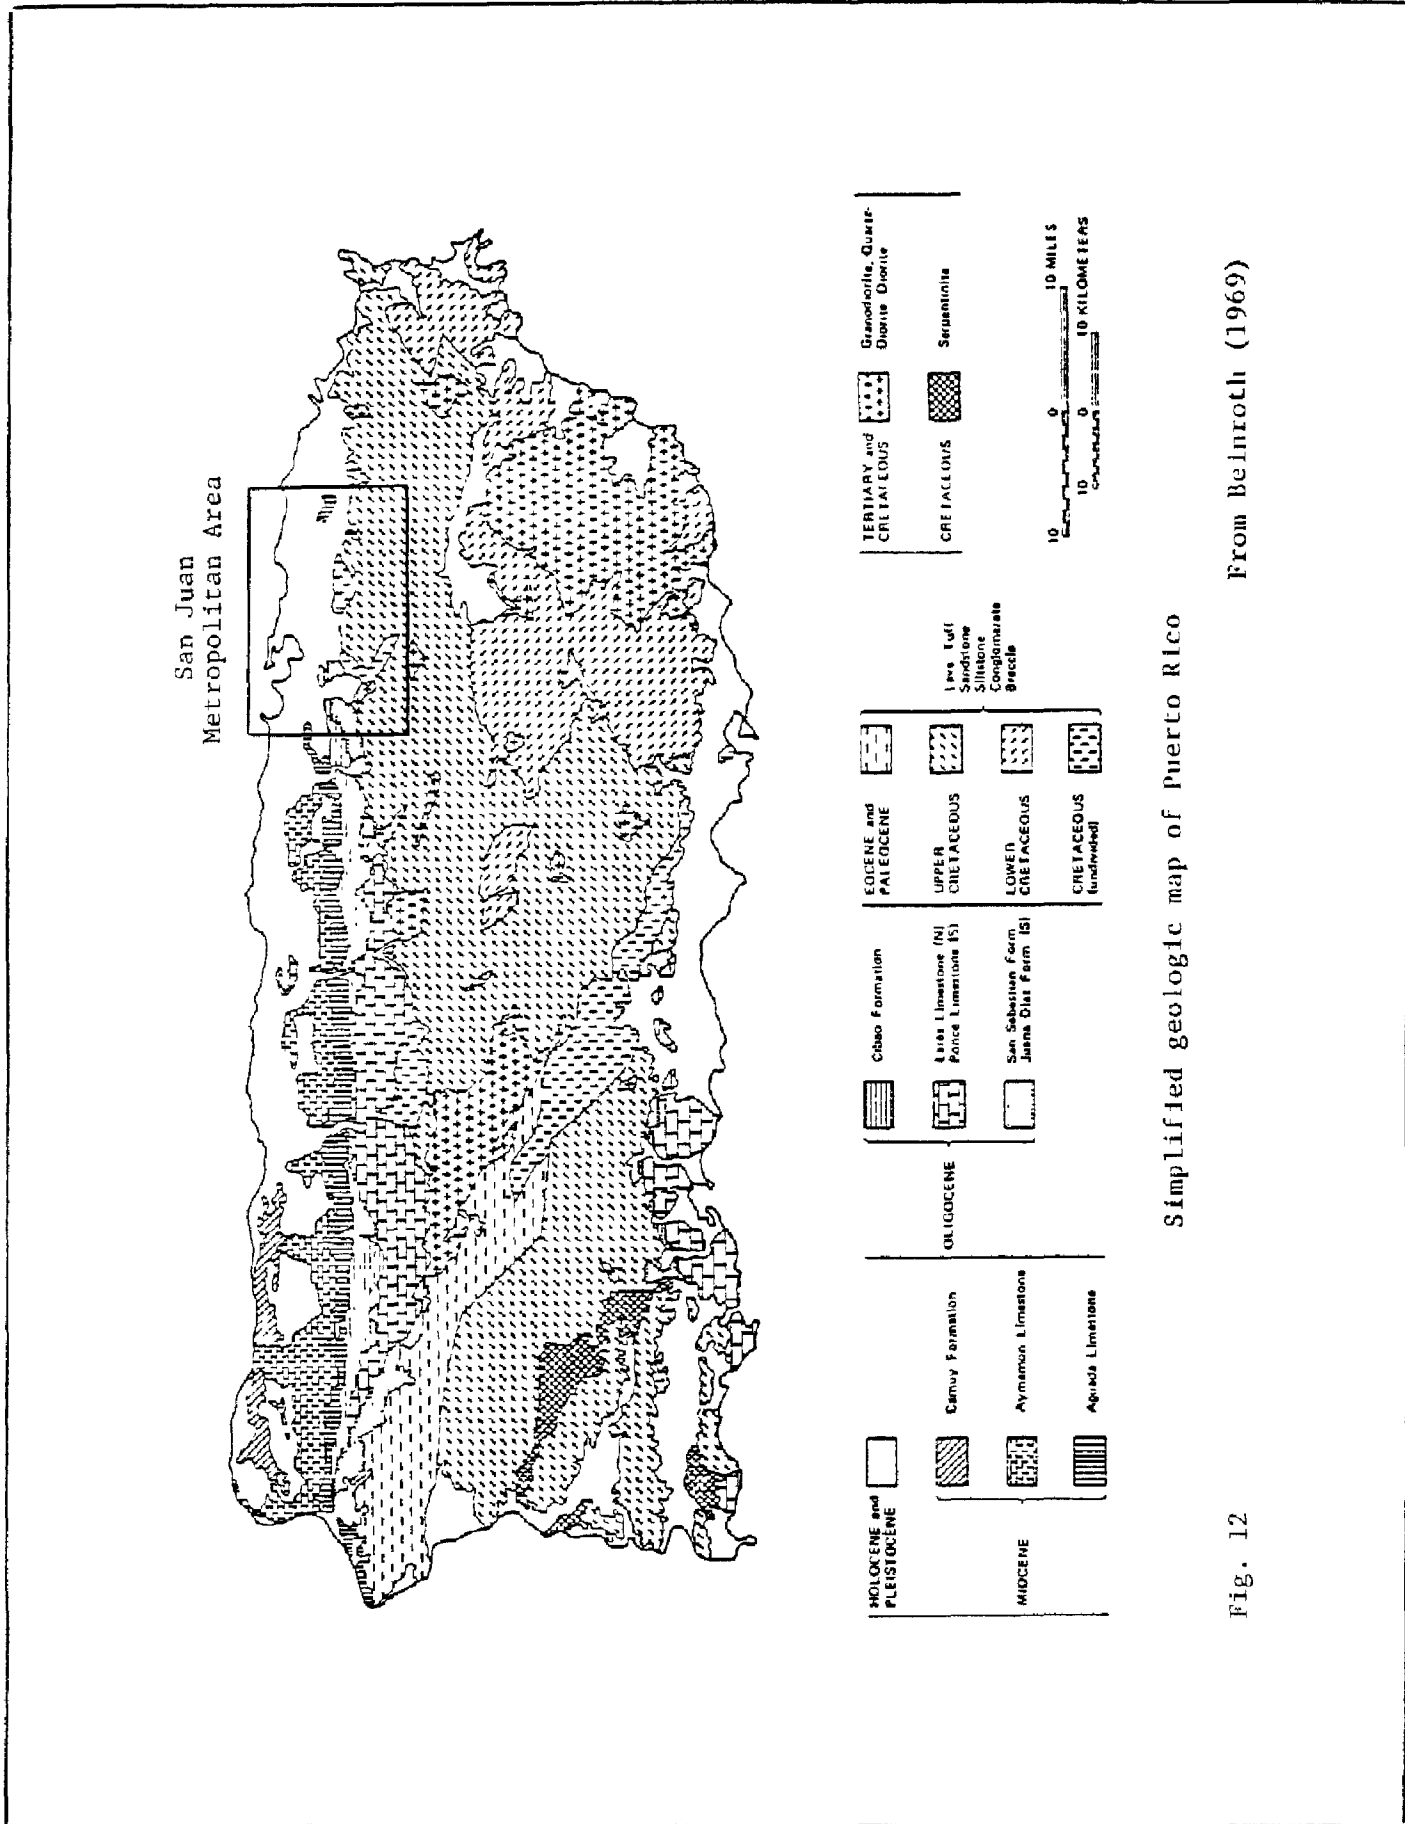 San Juan
Metropolitan Area
HOLOCENE and
PLEISTOCENE
MIOCENE
Camuy Formation
Aymaman Limestone
Aguada Limestone
OLIGOCENE
Cibao Formation
Lares Limestone (N)
Ponce Limestone (S)
San Sebastian Form
Juana Diaz Form (S)
EOCENE and
PALEOCENE
UPPER
CRETACEOUS
LOWER
CRETACEOUS
CRETACEOUS
(undivided)
Lava Tuff
Sandstone
Siltstone
Conglomerate
Breccia
TERTIARY and
CRETACEOUS
Granodiorite, Quartz-
Diorite Diorite
CRETACEOUS
Serpentinite
10 0 10 MILES
10 0 10 KILOMETERS
Simplified geologic map of Puerto Rico
Fig. 12
From Beinroth (1969)